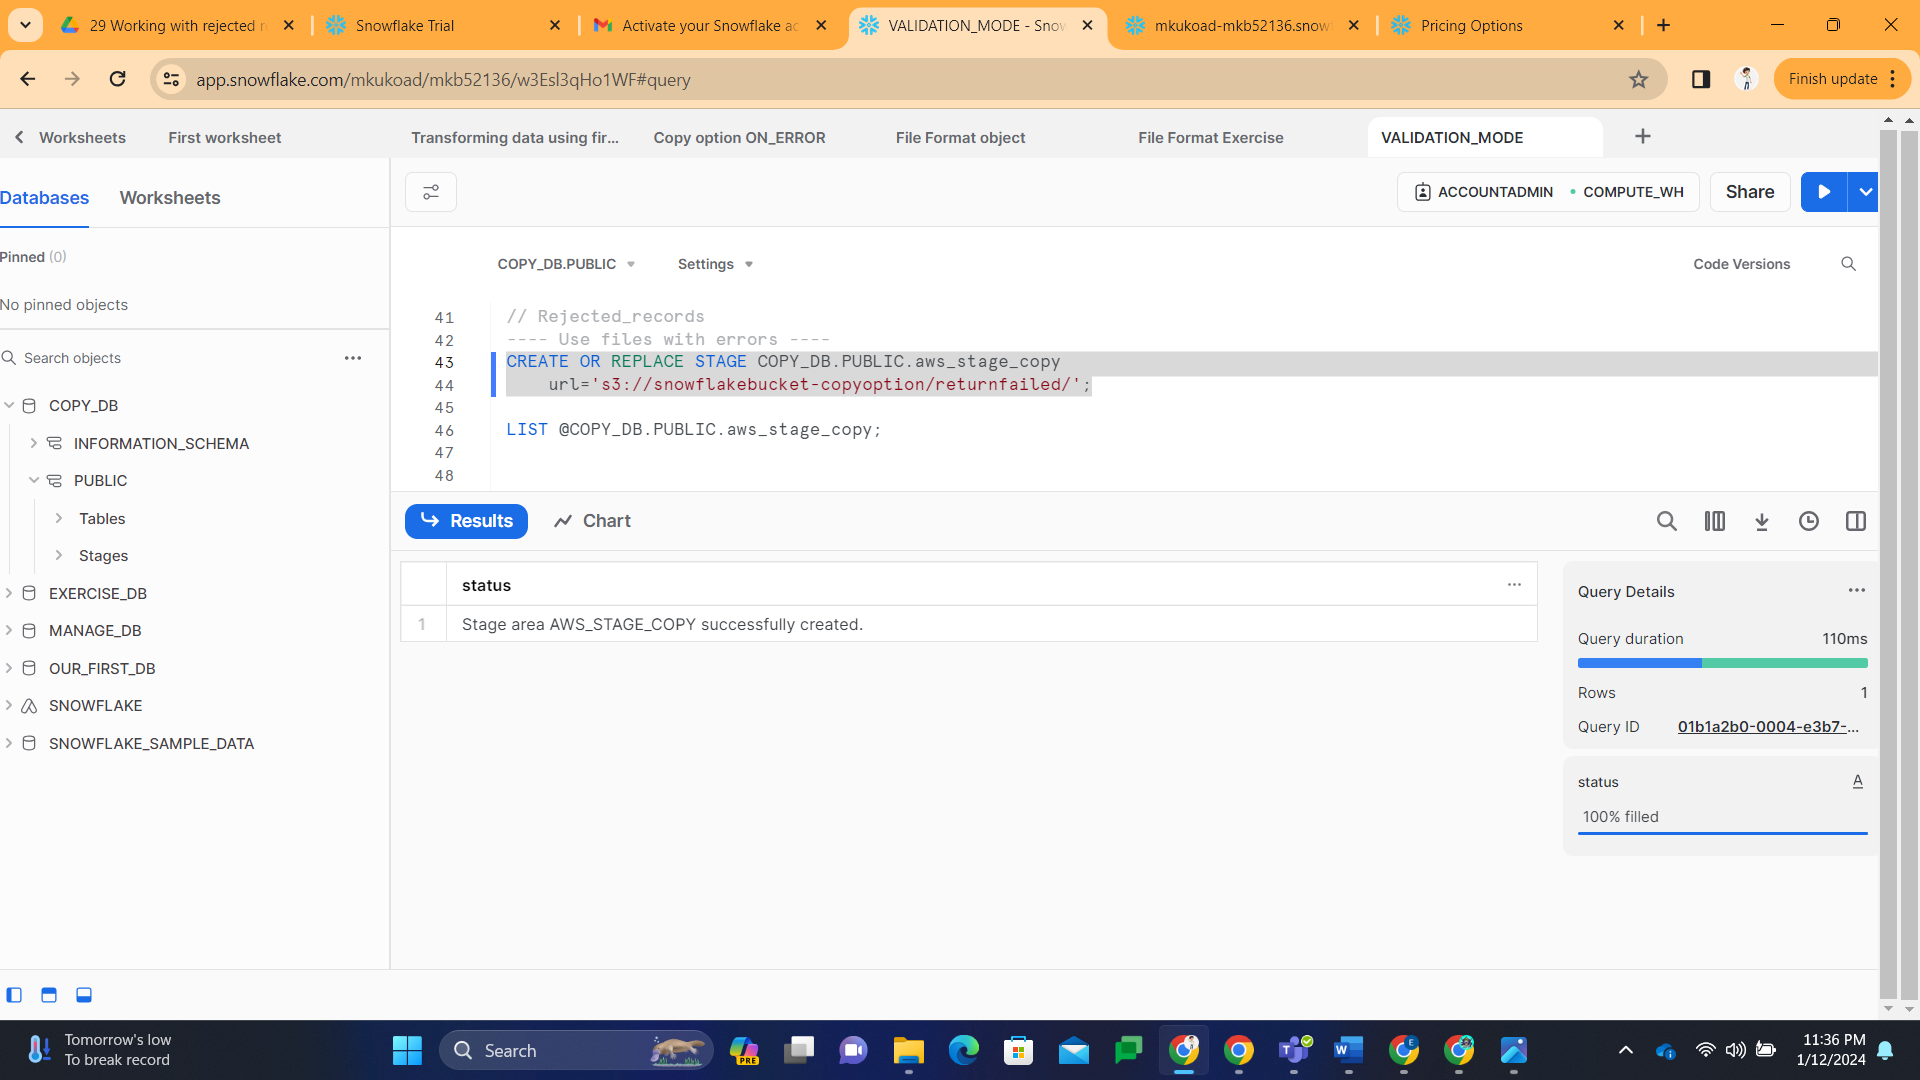 29 Working with rejected r
Snowflake Trial
Activate your Snowflake ac
VALIDATION_MODE - Snow
mkukoad-mkb52136.snowf
Pricing Options
app.snowflake.com/mkukoad/mkb52136/w3Esl3qHo1WF#query
Finish update
Worksheets
First worksheet
Transforming data using fir...
Copy option ON_ERROR
File Format object
File Format Exercise
VALIDATION_MODE
Databases
Worksheets
ACCOUNTADMIN
COMPUTE_WH
Share
Pinned (0)
No pinned objects
Search objects
COPY_DB
INFORMATION_SCHEMA
PUBLIC
Tables
Stages
EXERCISE_DB
MANAGE_DB
OUR_FIRST_DB
SNOWFLAKE
SNOWFLAKE_SAMPLE_DATA
COPY_DB.PUBLIC
Settings
Code Versions
41 // Rejected_records
42 ---- Use files with errors ----
43 CREATE OR REPLACE STAGE COPY_DB.PUBLIC.aws_stage_copy
44 url='s3://snowflakebucket-copyoption/returnfailed/';
45
46 LIST @COPY_DB.PUBLIC.aws_stage_copy;
47
48
Results
Chart
status
1 Stage area AWS_STAGE_COPY successfully created.
Query Details
Query duration 110ms
Rows 1
Query ID 01b1a2b0-0004-e3b7-...
status A
100% filled
Tomorrow's low
To break record
Search
PRE
11:36 PM
1/12/2024